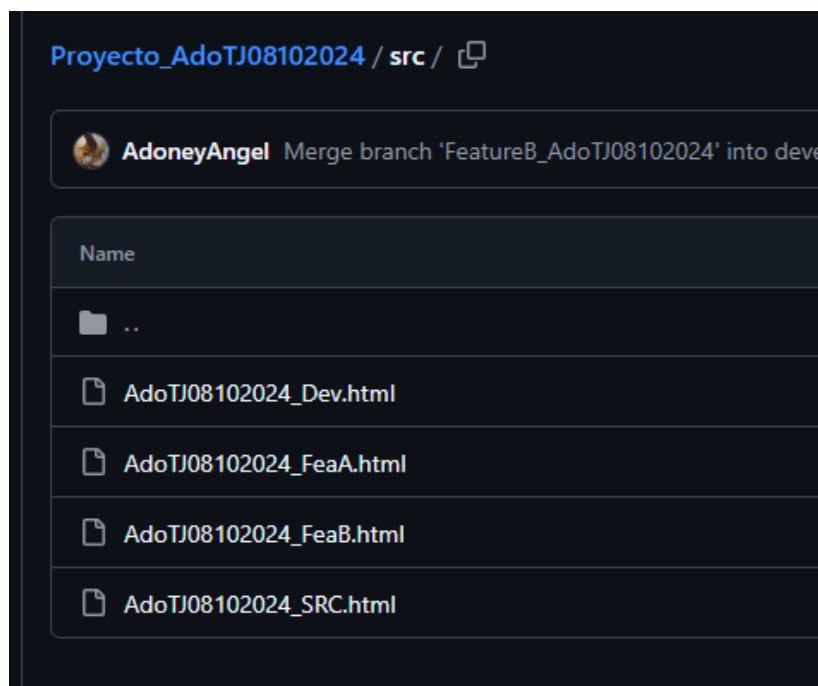 Proyecto_AdoTJ08102024 / src /
AdoneyAngel Merge branch 'FeatureB_AdoTJ08102024' into deve
Name
..
AdoTJ08102024_Dev.html
AdoTJ08102024_FeaA.html
AdoTJ08102024_FeaB.html
AdoTJ08102024_SRC.html